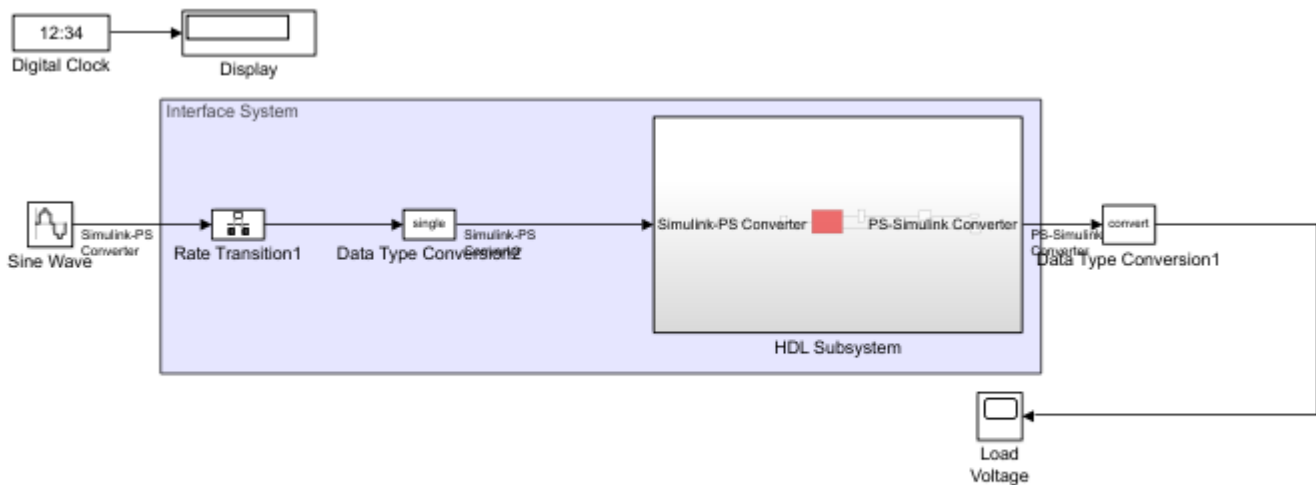 12:34
Digital Clock
Display
Interface System
Simulink-PS
Converter
Sine Wave
Rate Transition1
single
Simulink-PS
Converter
Data Type Conversion2
Simulink-PS Converter
PS-Simulink Converter
HDL Subsystem
PS-Simulink
Converter
convert
Data Type Conversion1
Load
Voltage